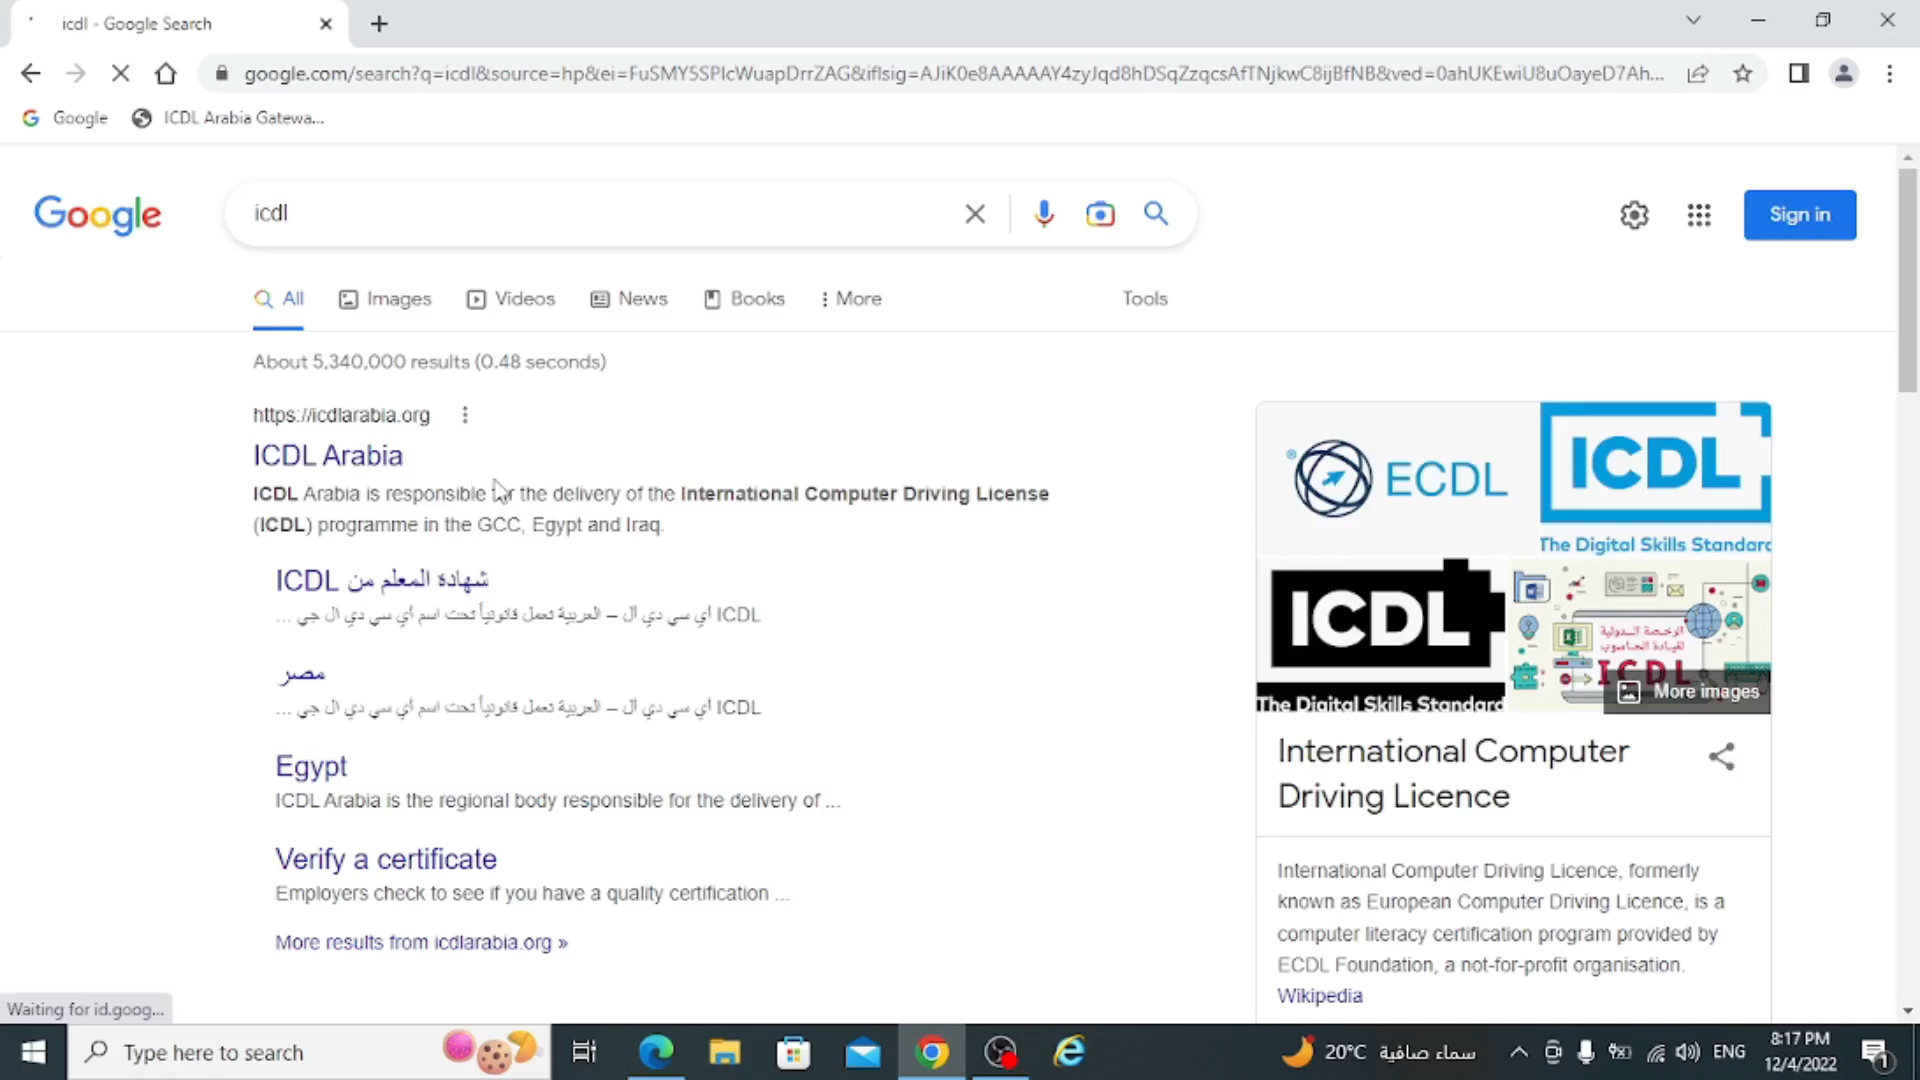 icdl - Google Search
google.com/search?q=icdl&source=hp&ei=FuSMY5SPIcWuapDrrZAG&iflsig=AJiK0e8AAAAAY4zyJqd8hDSqZzqcsAfTNjkwC8ijBfNB&ved=0ahUKEwiU8uOayeD7Ah...
Google
ICDL Arabia Gatewa...
Google
icdl
Sign in
All
Images
Videos
News
Books
More
Tools
About 5,340,000 results (0.48 seconds)
https://icdlarabia.org
ICDL Arabia
ICDL Arabia is responsible for the delivery of the International Computer Driving License
(ICDL) programme in the GCC, Egypt and Iraq.
شهادة المعلم من ICDL
ICDL أي سي دي آل – العربية تعمل قانونياً تحت اسم أي سي دي ال جي ...
مصر
ICDL أي سي دي آل – العربية تعمل قانونياً تحت اسم أي سي دي ال جي ...
Egypt
ICDL Arabia is the regional body responsible for the delivery of ...
Verify a certificate
Employers check to see if you have a quality certification ...
More results from icdlarabia.org »
ECDL
ICDL
The Digital Skills Standard
ICDL
The Digital Skills Standard
الرخصة الدولية
لقيادة الحاسوب
ICDL
More images
International Computer
Driving Licence
International Computer Driving Licence, formerly
known as European Computer Driving Licence, is a
computer literacy certification program provided by
ECDL Foundation, a not-for-profit organisation.
Wikipedia
Waiting for id.goog...
Type here to search
20°C سماء صافية
ENG
8:17 PM
12/4/2022
1